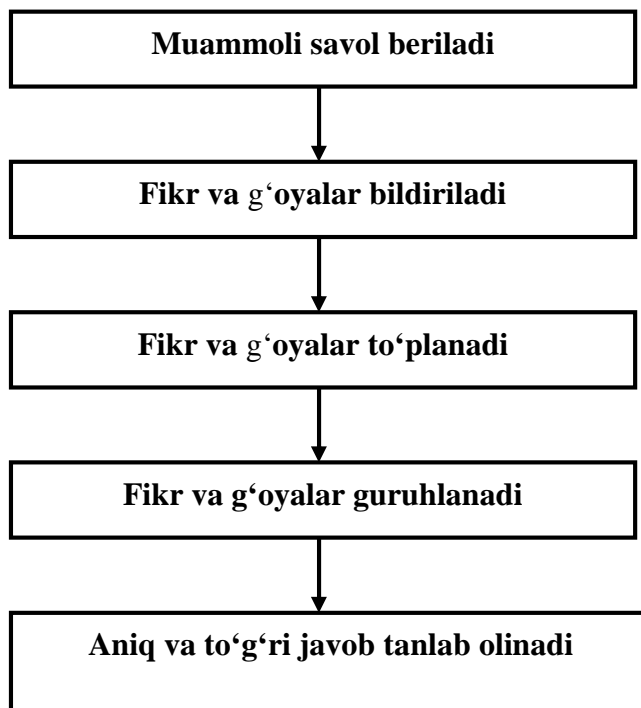 Muammoli savol beriladi
Fikr va g‘oyalar bildiriladi
Fikr va g‘oyalar to‘planadi
Fikr va g‘oyalar guruhlanadi
Aniq va to‘g‘ri javob tanlab olinadi